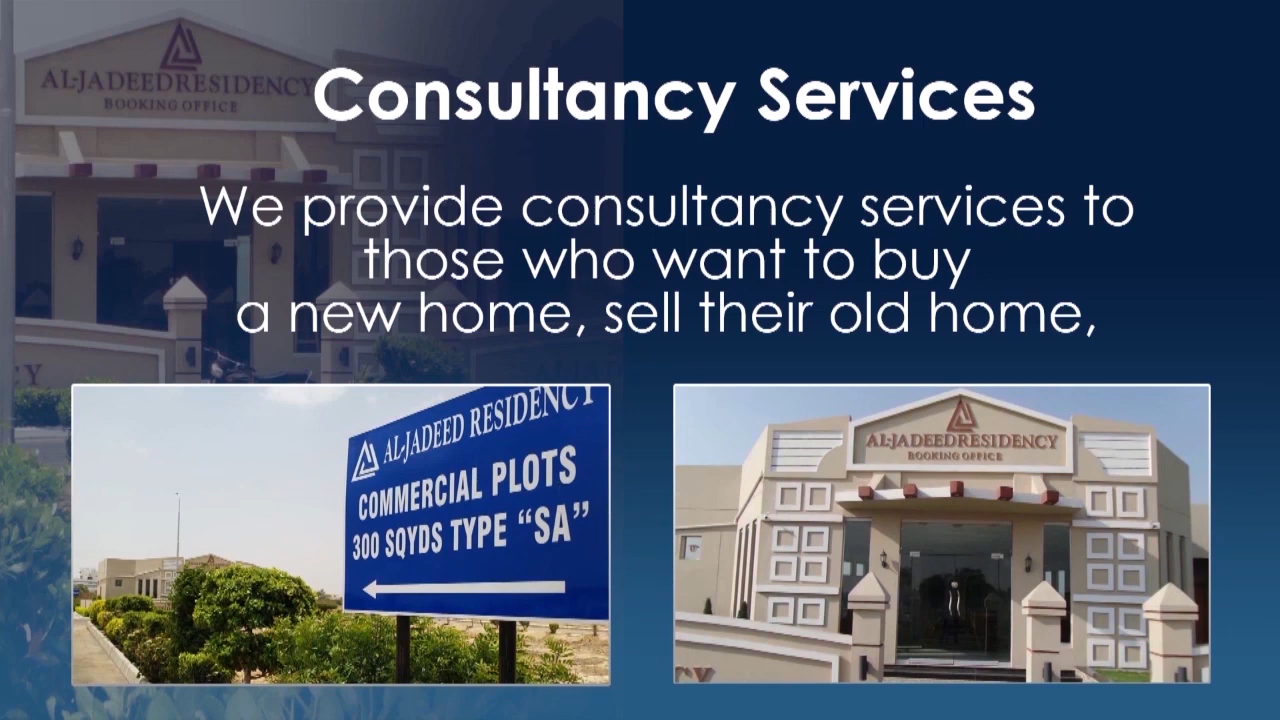 AL-JADEEDRESIDENCY
BOOKING OFFICE
Consultancy Services
We provide consultancy services to
those who want to buy
a new home, sell their old home,
AL-JADEED RESIDENCY
COMMERCIAL PLOTS
300 SQYDS TYPE “SA”
AL-JADEEDRESIDENCY
BOOKING OFFICE
CY